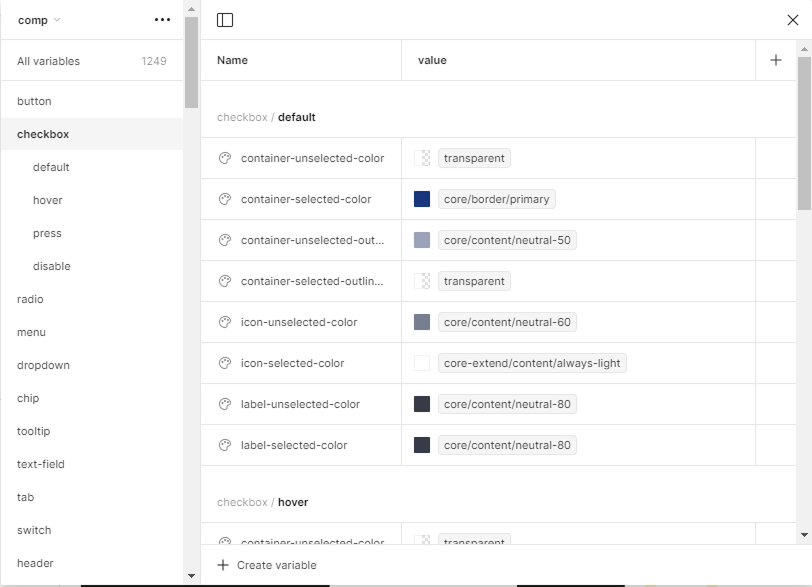 comp
All variables 1249
button
checkbox
default
hover
press
disable
radio
menu
dropdown
chip
tooltip
text-field
tab
switch
header
Name value
checkbox / default
container-unselected-color transparent
container-selected-color core/border/primary
container-unselected-out... core/content/neutral-50
container-selected-outlin... transparent
icon-unselected-color core/content/neutral-60
icon-selected-color core-extend/content/always-light
label-unselected-color core/content/neutral-80
label-selected-color core/content/neutral-80
checkbox / hover
container-unselected-color transparent
Create variable